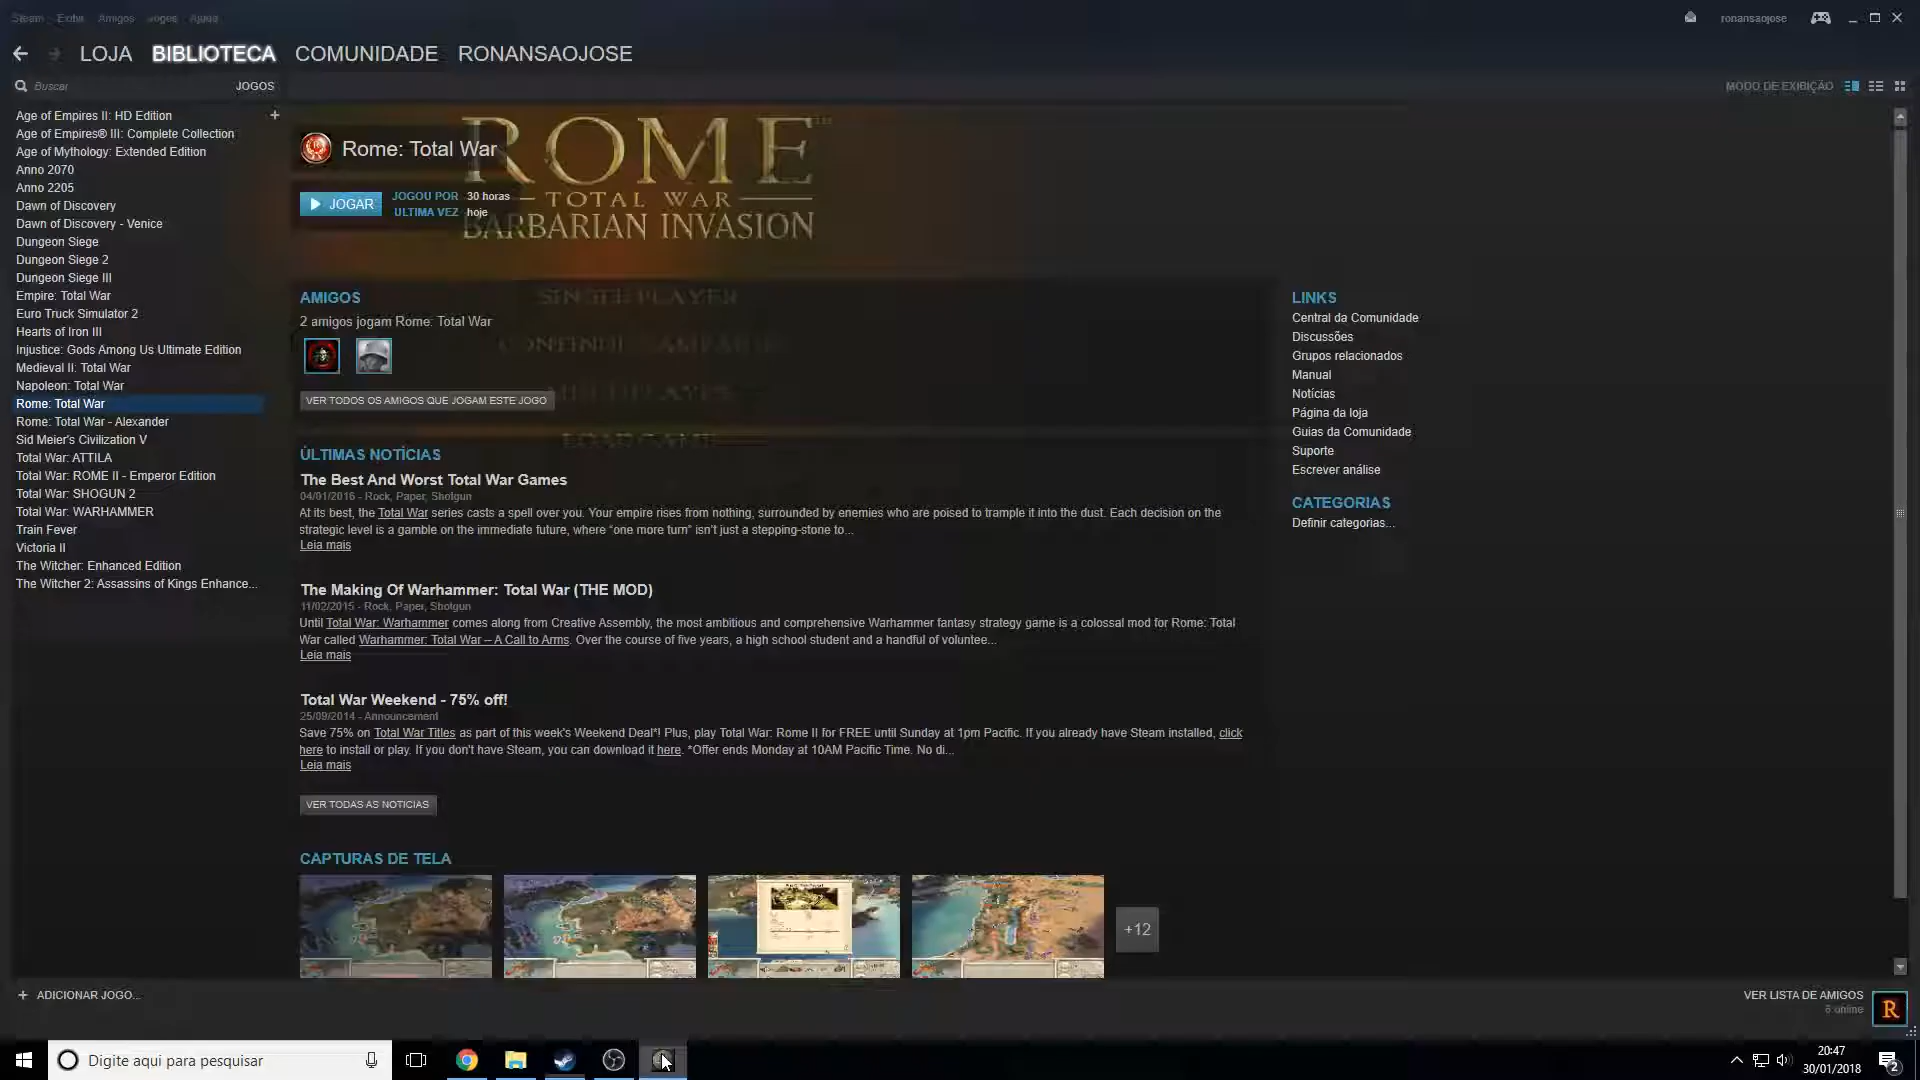 Steam Exibir Amigos Jogos Ajuda
ronansaojose
LOJA BIBLIOTECA COMUNIDADE RONANSAOJOSE
Buscar JOGOS
MODO DE EXIBIÇÃO
Age of Empires II: HD Edition
Age of Empires® III: Complete Collection
Age of Mythology: Extended Edition
Anno 2070
Anno 2205
Dawn of Discovery
Dawn of Discovery - Venice
Dungeon Siege
Dungeon Siege 2
Dungeon Siege III
Empire: Total War
Euro Truck Simulator 2
Hearts of Iron III
Injustice: Gods Among Us Ultimate Edition
Medieval II: Total War
Napoleon: Total War
Rome: Total War
Rome: Total War - Alexander
Sid Meier's Civilization V
Total War: ATTILA
Total War: ROME II - Emperor Edition
Total War: SHOGUN 2
Total War: WARHAMMER
Train Fever
Victoria II
The Witcher: Enhanced Edition
The Witcher 2: Assassins of Kings Enhance...
+ ADICIONAR JOGO...
ROME™
TOTAL WAR
BARBARIAN INVASION
Rome: Total War
JOGAR
JOGOU POR 30 horas
ÚLTIMA VEZ hoje
SINGLE PLAYER
CONTINUE CAMPAIGN
MULTIPLAYER
LOAD GAME
AMIGOS
2 amigos jogam Rome: Total War
VER TODOS OS AMIGOS QUE JOGAM ESTE JOGO
ÚLTIMAS NOTÍCIAS
The Best And Worst Total War Games
04/01/2016 - Rock, Paper, Shotgun
At its best, the Total War series casts a spell over you. Your empire rises from nothing, surrounded by enemies who are poised to trample it into the dust. Each decision on the
strategic level is a gamble on the immediate future, where “one more turn” isn’t just a stepping-stone to...
Leia mais
The Making Of Warhammer: Total War (THE MOD)
11/02/2015 - Rock, Paper, Shotgun
Until Total War: Warhammer comes along from Creative Assembly, the most ambitious and comprehensive Warhammer fantasy strategy game is a colossal mod for Rome: Total
War called Warhammer: Total War – A Call to Arms. Over the course of five years, a high school student and a handful of voluntee...
Leia mais
Total War Weekend - 75% off!
25/09/2014 - Announcement
Save 75% on Total War Titles as part of this week's Weekend Deal*! Plus, play Total War: Rome II for FREE until Sunday at 1pm Pacific. If you already have Steam installed, click
here to install or play. If you don't have Steam, you can download it here. *Offer ends Monday at 10AM Pacific Time. No di...
Leia mais
VER TODAS AS NOTÍCIAS
CAPTURAS DE TELA
+12
LINKS
Central da Comunidade
Discussões
Grupos relacionados
Manual
Notícias
Página da loja
Guias da Comunidade
Suporte
Escrever análise
CATEGORIAS
Definir categorias...
VER LISTA DE AMIGOS
6 online
R
Digite aqui para pesquisar
20:47
30/01/2018
2